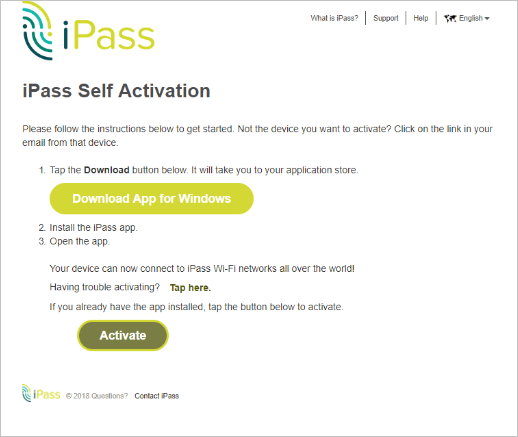 iPass
What is iPass? | Support | Help | English
iPass Self Activation
Please follow the instructions below to get started. Not the device you want to activate? Click on the link in your
email from that device.
1. Tap the Download button below. It will take you to your application store.
Download App for Windows
2. Install the iPass app.
3. Open the app.
Your device can now connect to iPass Wi-Fi networks all over the world!
Having trouble activating? Tap here.
If you already have the app installed, tap the button below to activate.
Activate
iPass © 2018 Questions? Contact iPass